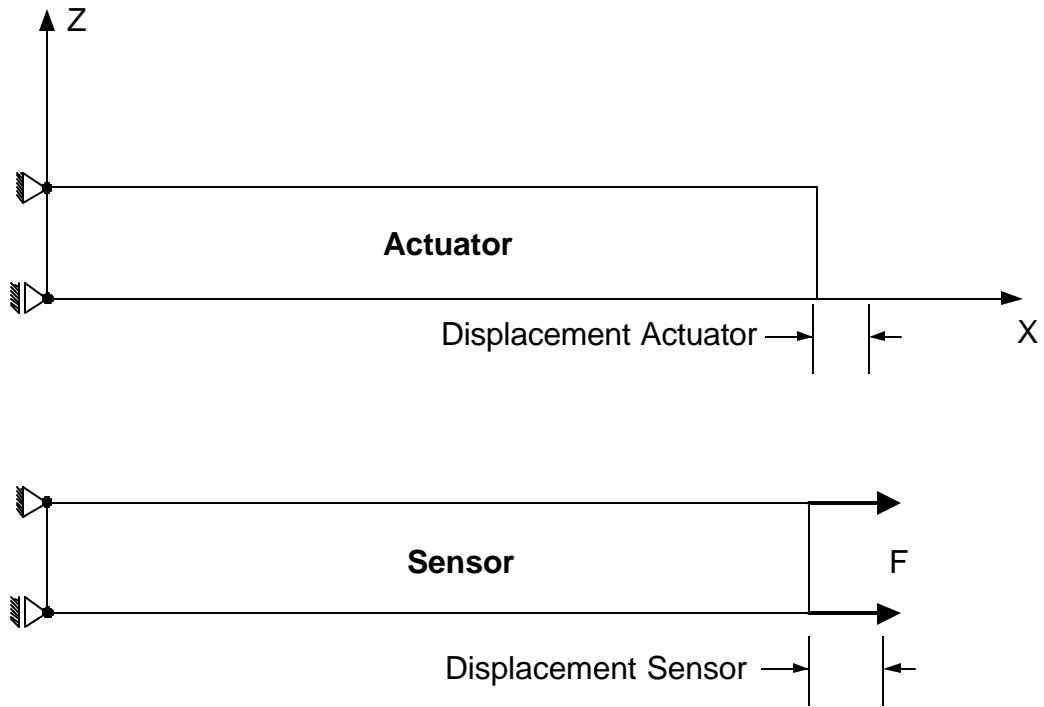 Z
Actuator
Displacement Actuator
X
Sensor
F
Displacement Sensor